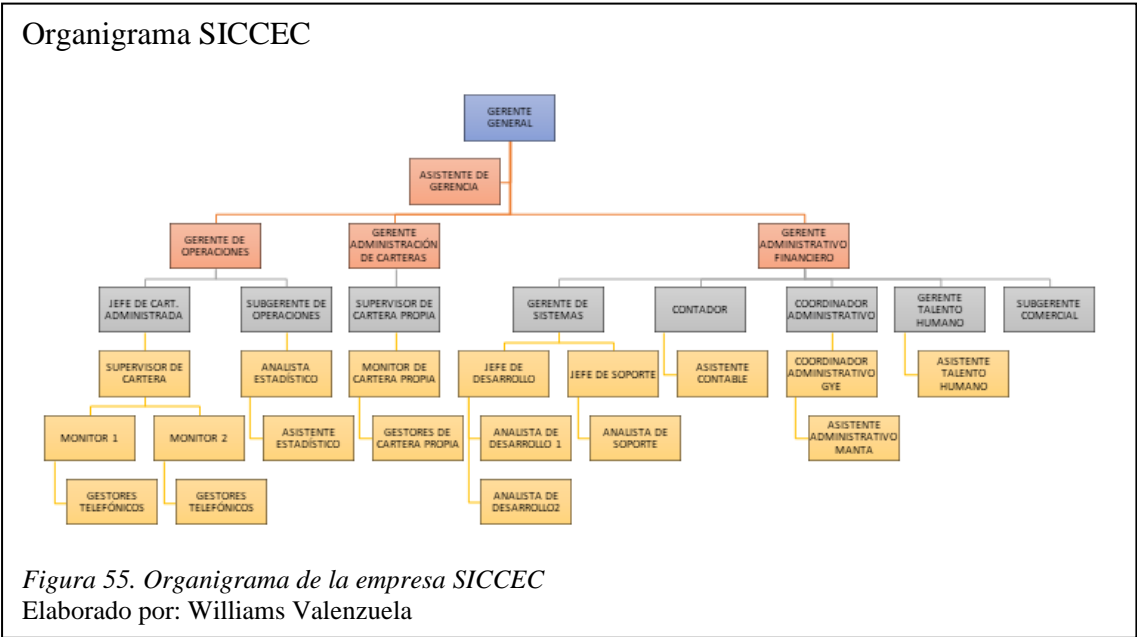 Organigrama SICCEC
GERENTE
GENERAL
ASISTENTE DE
GERENCIA
GERENTE DE
OPERACIONES
GERENTE
ADMINISTRACIÓN
DE CARTERAS
GERENTE
ADMINISTRATIVO
FINANCIERO
JEFE DE CART.
ADMINISTRADA
SUBGERENTE DE
OPERACIONES
SUPERVISOR DE
CARTERA PROPIA
GERENTE DE
SISTEMAS
CONTADOR
COORDINADOR
ADMINISTRATIVO
GERENTE
TALENTO
HUMANO
SUBGERENTE
COMERCIAL
SUPERVISOR DE
CARTERA
ANALISTA
ESTADÍSTICO
MONITOR DE
CARTERA PROPIA
JEFE DE
DESARROLLO
JEFE DE SOPORTE
ASISTENTE
CONTABLE
COORDINADOR
ADMINISTRATIVO
GYE
ASISTENTE
TALENTO
HUMANO
MONITOR 1
MONITOR 2
ASISTENTE
ESTADÍSTICO
GESTORES DE
CARTERA PROPIA
ANALISTA DE
DESARROLLO 1
ANALISTA DE
SOPORTE
ASISTENTE
ADMINISTRATIVO
MANTA
GESTORES
TELEFÓNICOS
GESTORES
TELEFÓNICOS
ANALISTA DE
DESARROLLO2
Figura 55. Organigrama de la empresa SICCEC
Elaborado por: Williams Valenzuela